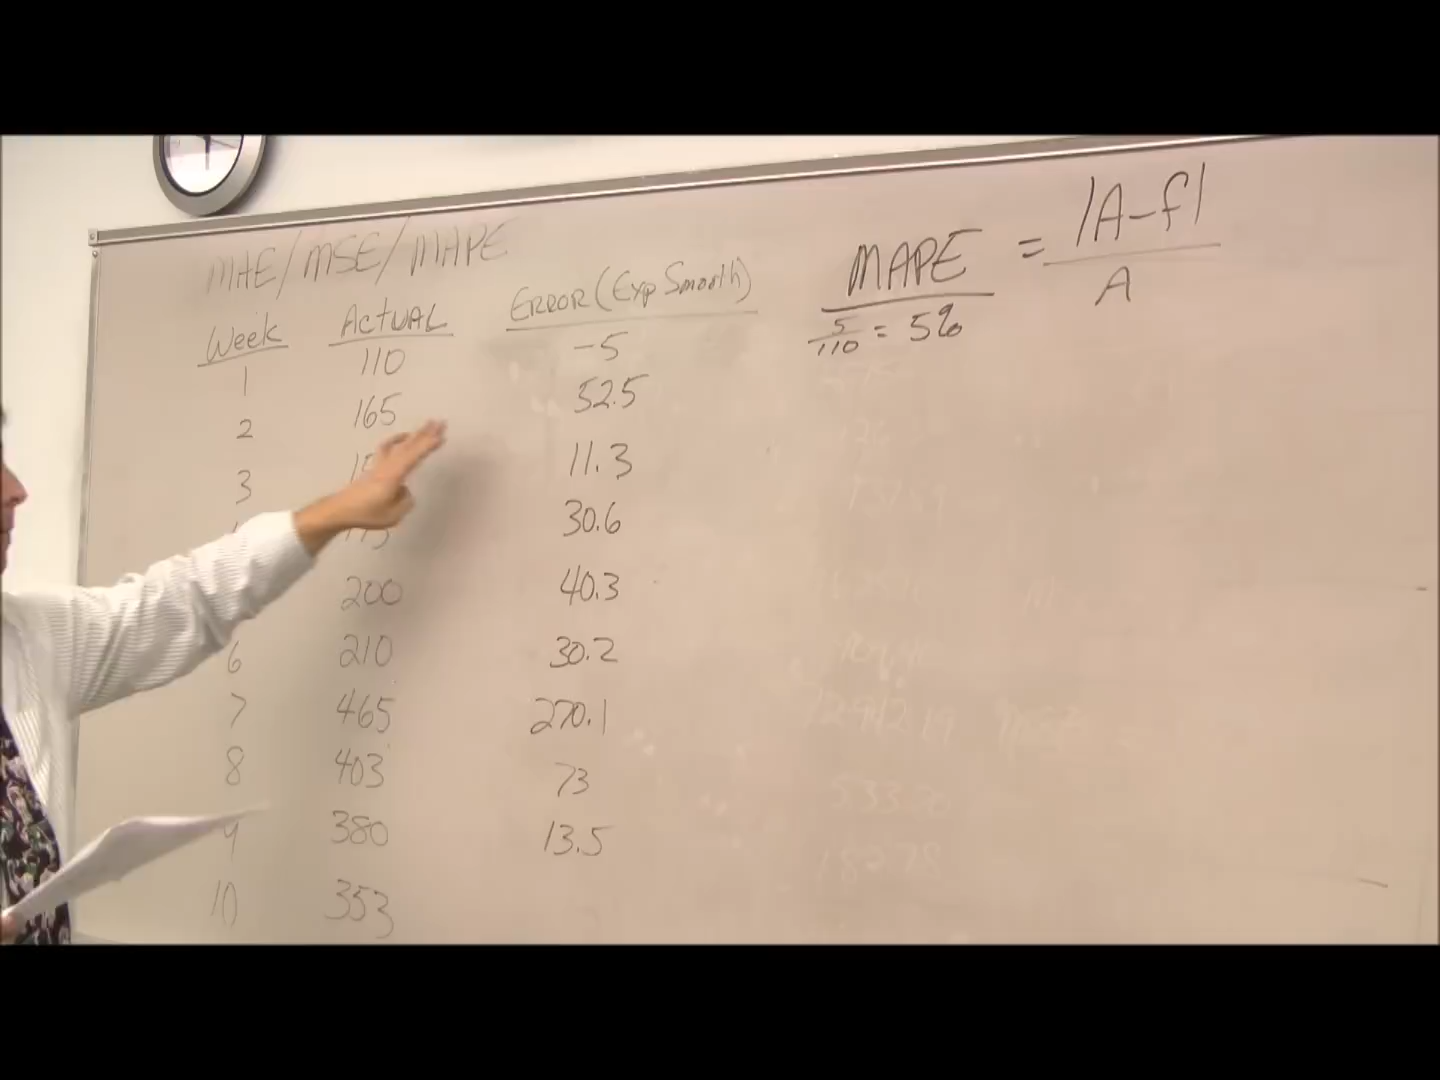 MAE/MSE/MAPE
MAPE = |A-f|
A
Week Actual ERROR (Exp Smooth)
5/110 = 5%
1 110 -5
2 165 52.5
3 11.3
30.6
200 40.3
6 210 30.2
7 465 270.1
8 403 73
9 380 13.5
10 353